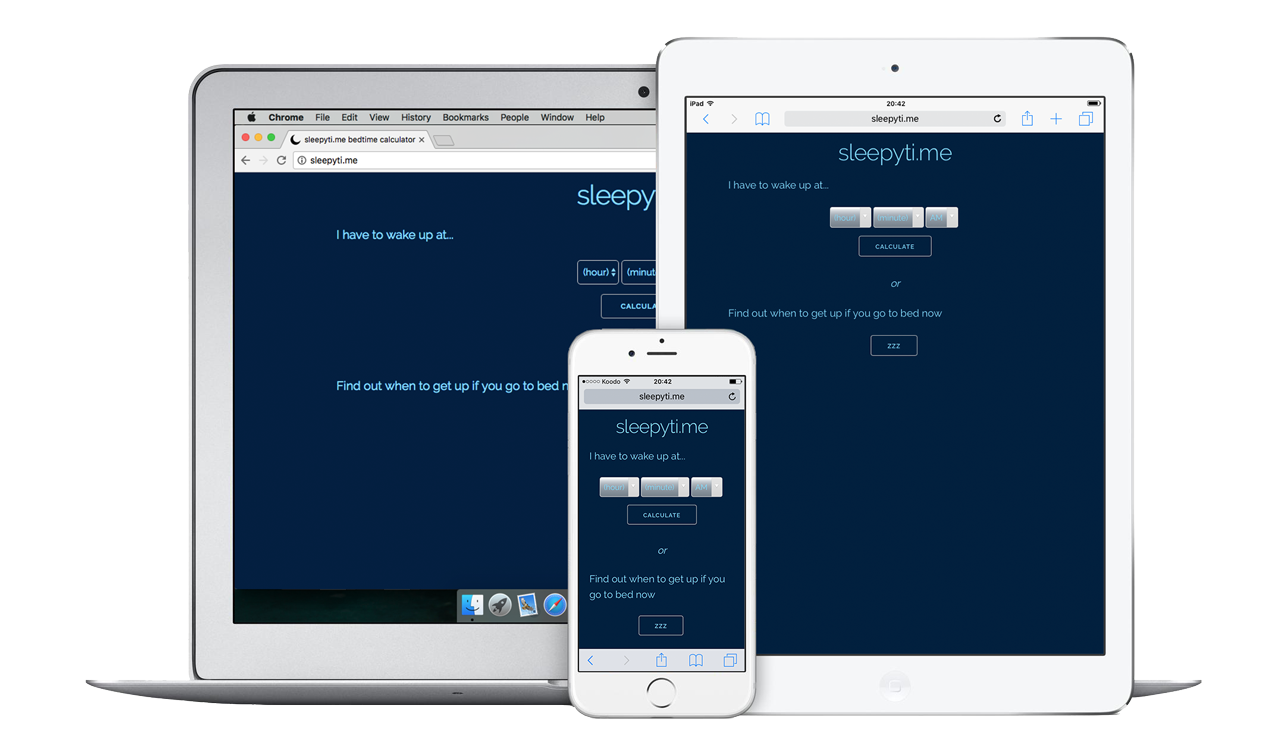 Chrome File Edit View History Bookmarks People Window Help
sleepyti.me bedtime calculator
sleepyti.me
sleepy
I have to wake up at...
(hour) (minut
CALCULA
Find out when to get up if you go to bed n
iPad 20:42
sleepyti.me
sleepyti.me
I have to wake up at...
(hour) (minute) AM
CALCULATE
or
Find out when to get up if you go to bed now
zzz
Koodo 20:42
sleepyti.me
sleepyti.me
I have to wake up at...
(hour) (minute) AM
CALCULATE
or
Find out when to get up if you
go to bed now
zzz